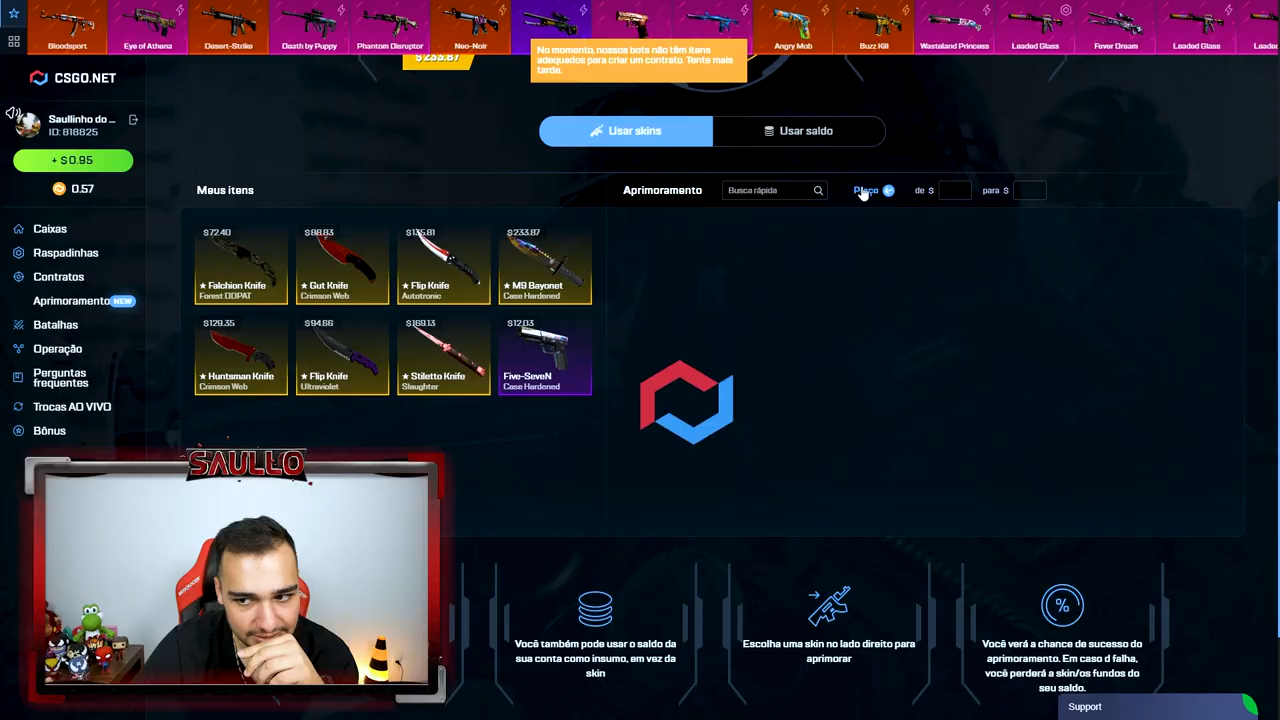 Bloodsport
Eye of Athena
Desert-Strike
Death by Puppy
Phantom Disruptor
Neo-Noir
Angry Mob
Buzz Kill
Wasteland Princess
Loaded Glass
Fever Dream
Loaded Glass
Loade
No momento, nossos bots não têm itens
adequados para criar um contrato. Tente mais
tarde.
$233.87
CSGO.NET
Saullinho do ...
ID: 818825
+ $ 0.95
0.57
Caixas
Raspadinhas
Contratos
Aprimoramento NEW
Batalhas
Operação
Perguntas
frequentes
Trocas AO VIVO
Bônus
Usar skins
Usar saldo
Meus itens
Aprimoramento
Busca rápida
Preço
de $
para $
$72.40
★ Falchion Knife
Forest DDPAT
$88.83
★ Gut Knife
Crimson Web
$135.81
★ Flip Knife
Autotronic
$233.87
★ M9 Bayonet
Case Hardened
$129.35
★ Huntsman Knife
Crimson Web
$94.66
★ Flip Knife
Ultraviolet
$169.13
★ Stiletto Knife
Slaughter
$12.03
Five-SeveN
Case Hardened
SAULLO
Você também pode usar o saldo da
sua conta como insumo, em vez da
skin
Escolha uma skin no lado direito para
aprimorar
%
Você verá a chance de sucesso do
aprimoramento. Em caso d falha,
você perderá a skin/os fundos do
seu saldo.
Support